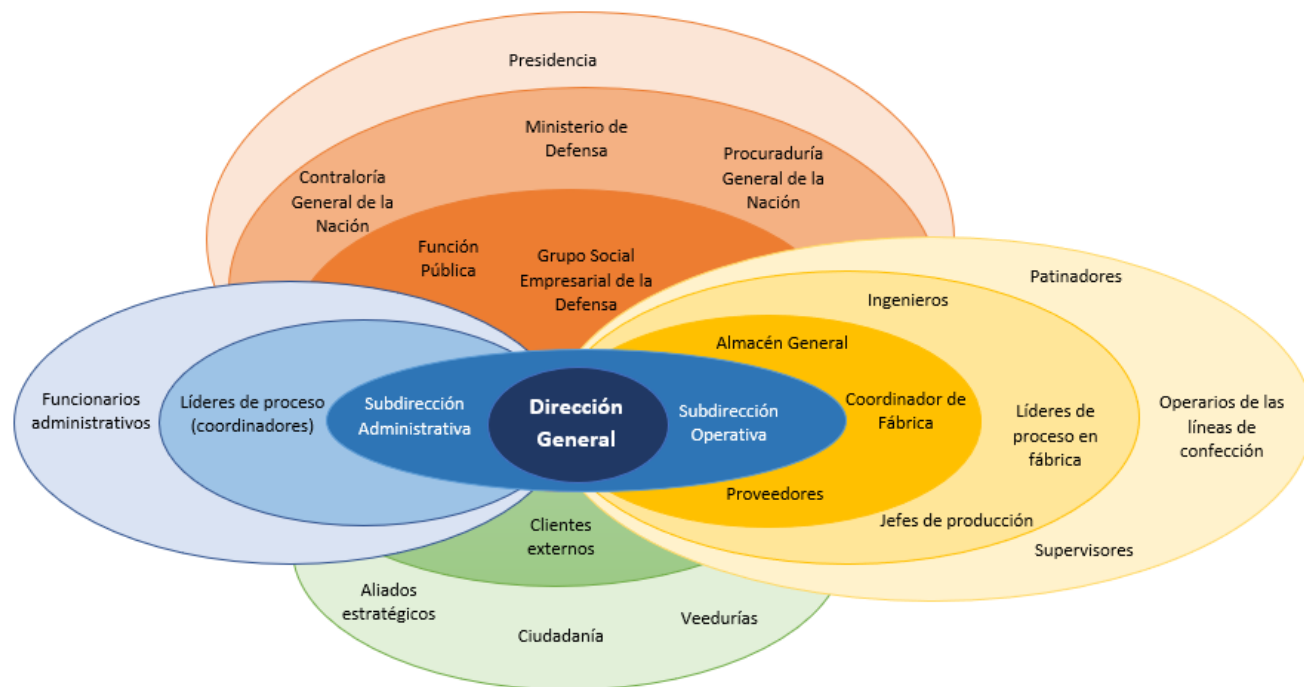 Presidencia
Ministerio de
Defensa
Procuraduría
General de la
Nación
Contraloría
General de la
Nación
Función
Pública
Grupo Social
Empresarial de la
Defensa
Patinadores
Ingenieros
Almacén General
Funcionarios
administrativos
Líderes de proceso
(coordinadores)
Subdirección
Administrativa
Dirección
General
Subdirección
Operativa
Coordinador de
Fábrica
Líderes de
proceso en
fábrica
Operarios de las
líneas de
confección
Proveedores
Jefes de producción
Supervisores
Clientes
externos
Aliados
estratégicos
Ciudadanía
Veedurías